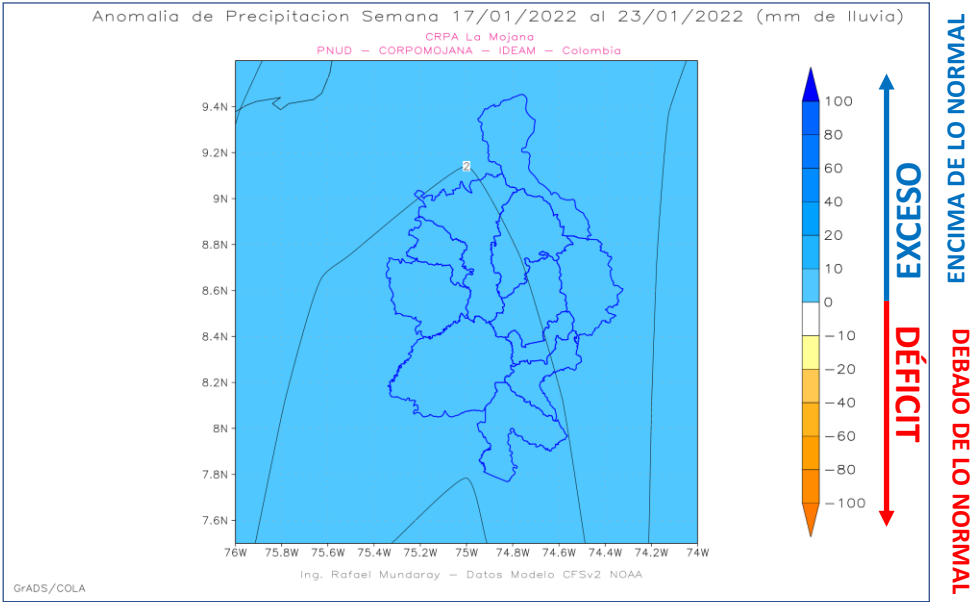 Anomalia de Precipitacion Semana 17/01/2022 al 23/01/2022 (mm de lluvia)
CRPA La Mojana
PNUD – CORPOMOJANA – IDEAM – Colombia
9.4N
9.2N
9N
8.8N
8.6N
8.4N
8.2N
8N
7.8N
7.6N
2
76W
75.8W
75.6W
75.4W
75.2W
75W
74.8W
74.6W
74.4W
74.2W
74W
100
80
60
40
20
10
0
−10
−20
−40
−60
−80
−100
EXCESO
DÉFICIT
ENCIMA DE LO NORMAL
DEBAJO DE LO NORMAL
Ing. Rafael Mundaray – Datos Modelo CFSv2 NOAA
GrADS/COLA